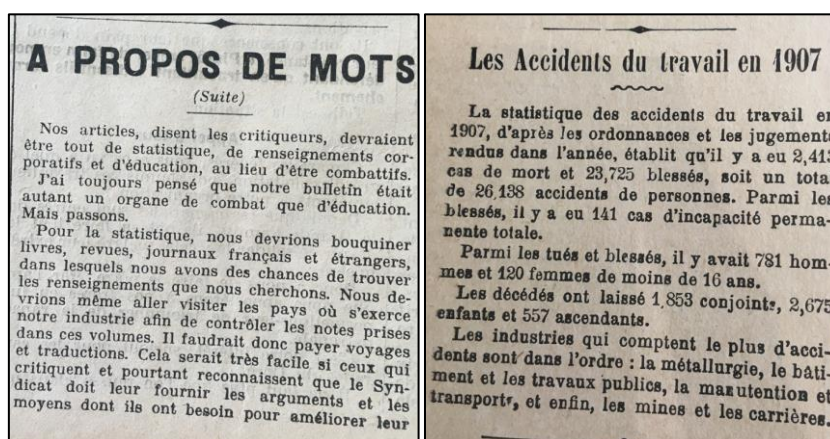 A PROPOS DE MOTS
(Suite)
Nos articles, disent les critiqueurs, devraient
être tout de statistique, de renseignements cor-
poratifs et d'éducation, au lieu d'être combattifs.
J'ai toujours pensé que notre bulletin était
autant un organe de combat que d'éducation.
Mais passons.
Pour la statistique, nous devrions bouquiner
livres, revues, journaux français et étrangers,
dans lesquels nous avons des chances de trouver
les renseignements que nous cherchons. Nous de-
vrions même aller visiter les pays où s'exerce
notre industrie afin de contrôler les notes prises
dans ces volumes. Il faudrait donc payer voyages
et traductions. Cela serait très facile si ceux qui
critiquent et pourtant reconnaissent que le Syn-
dicat doit leur fournir les arguments et les
moyens dont ils ont besoin pour améliorer leur
Les Accidents du travail en 1907
La statistique des accidents du travail en
1907, d'après les ordonnances et les jugements
rendus dans l'année, établit qu'il y a eu 2,413
cas de mort et 23,725 blessés, soit un total
de 26,138 accidents de personnes. Parmi les
blessés, il y a eu 141 cas d'incapacité perma-
nente totale.
Parmi les tués et blessés, il y avait 781 hom-
mes et 120 femmes de moins de 16 ans.
Les décédés ont laissé 1,853 conjoints, 2,675
enfants et 557 ascendants.
Les industries qui comptent le plus d'acci-
dents sont dans l'ordre : la métallurgie, le bâti-
ment et les travaux publics, la manutention et
transports, et enfin, les mines et les carrières.